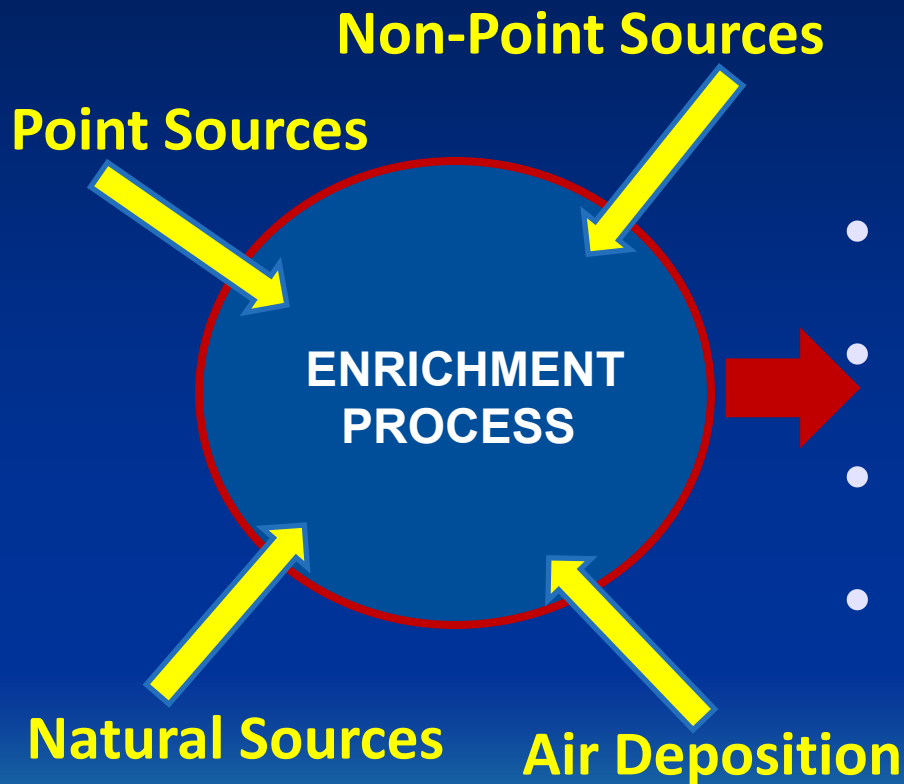 Non-Point Sources
Point Sources
ENRICHMENT
PROCESS
Natural Sources
Air Deposition